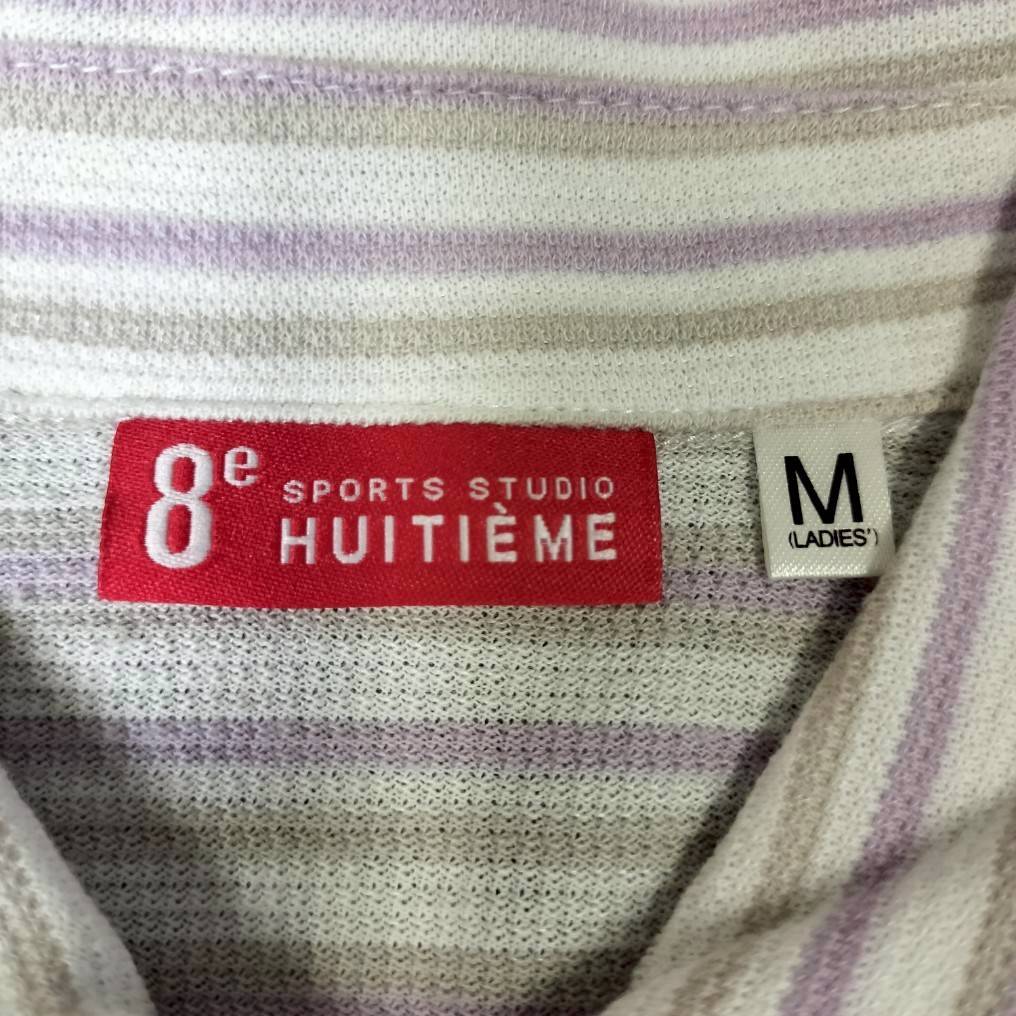 8e
SPORTS STUDIO
HUITIÈME
M
(LADIES')